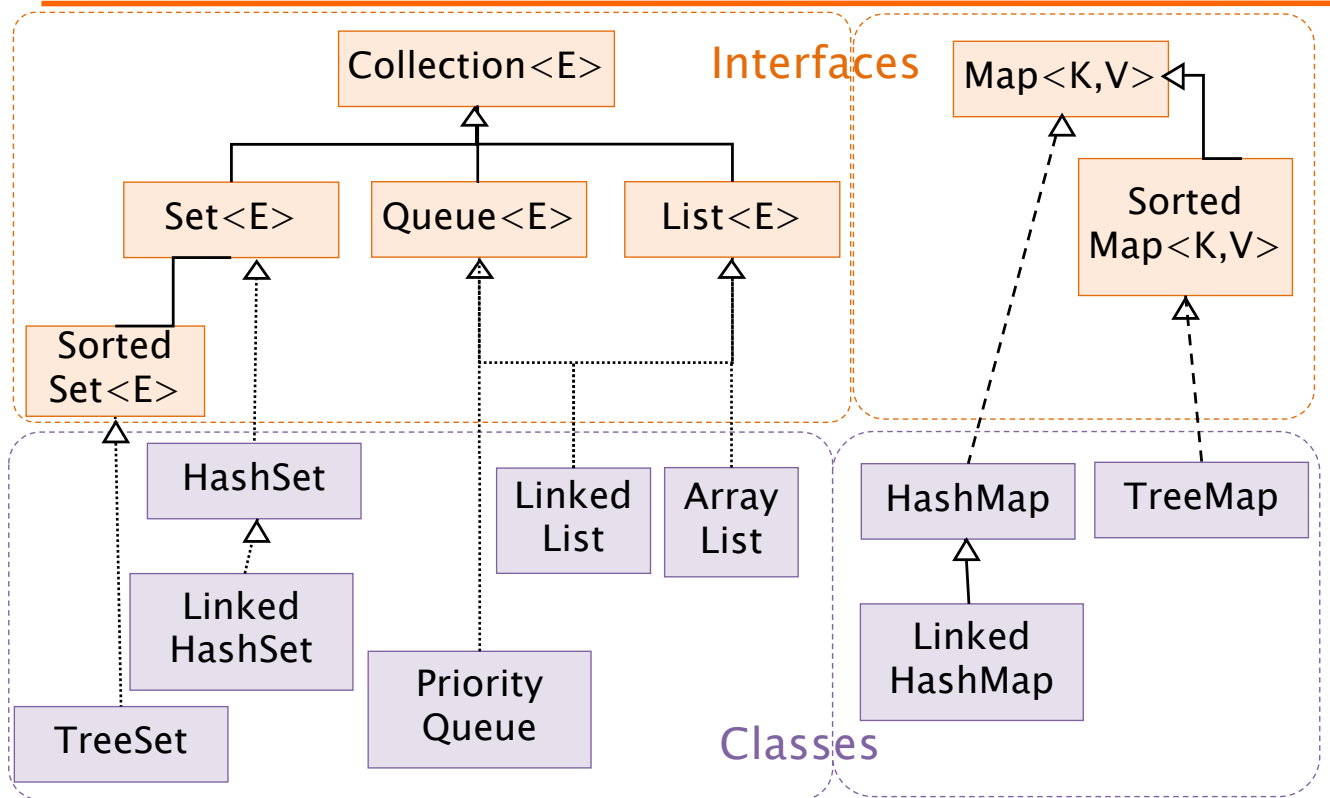 Collection<E>
Interfaces
Map<K,V>
Set<E>
Queue<E>
List<E>
Sorted
Map<K,V>
Sorted
Set<E>
HashSet
Linked
List
Array
List
HashMap
TreeMap
Linked
HashSet
Linked
HashMap
Priority
Queue
TreeSet
Classes